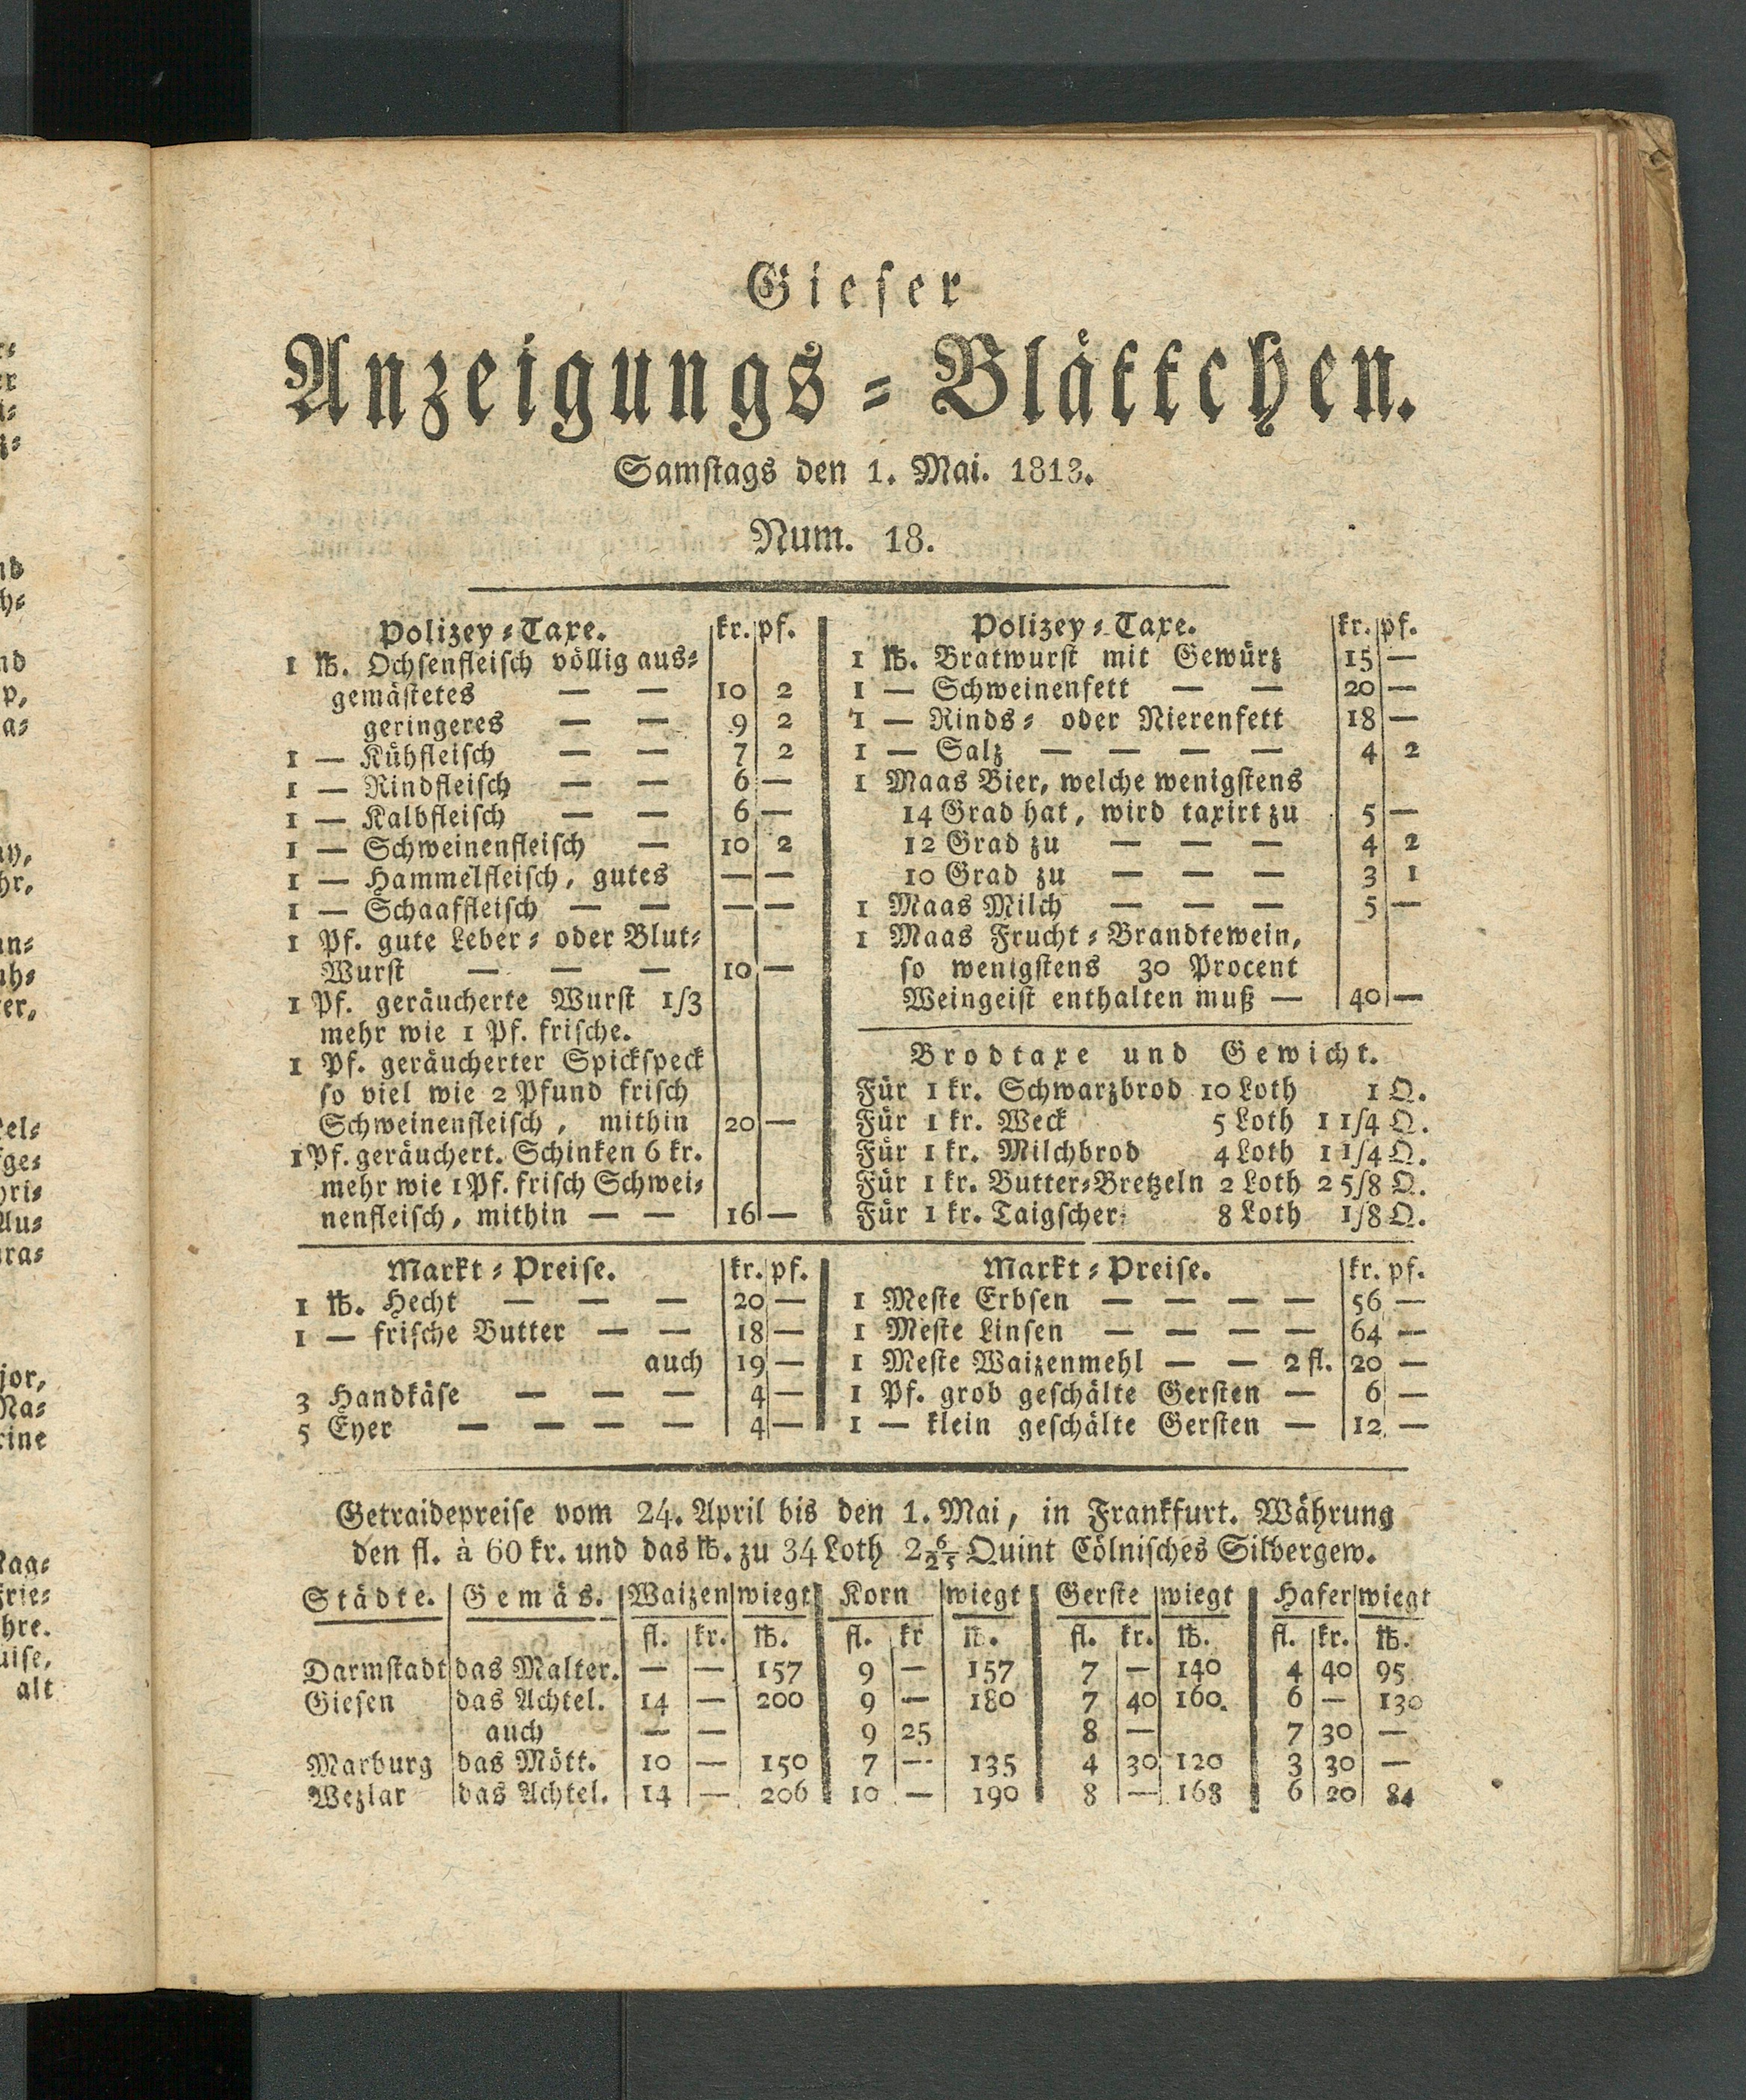 Gieser
Anzeigungs-Blättchen.
Samstags den 1. Mai. 1813.
Num. 18.
Polizey-Taxe. kr. pf.
1 ℔. Ochsenfleisch völlig aus-
gemästetes — — 10 2
geringeres — — 9 2
1 — Kühfleisch — — 7 2
1 — Rindfleisch — — 6 —
1 — Kalbfleisch — — 6 —
1 — Schweinenfleisch — 10 2
1 — Hammelfleisch, gutes — —
1 — Schaaffleisch — — — —
1 Pf. gute Leber- oder Blut-
Wurst — — — 10 —
1 Pf. geräucherte Wurst 1/3
mehr wie 1 Pf. frische.
1 Pf. geräucherter Spickspeck
so viel wie 2 Pfund frisch
Schweinenfleisch, mithin 20 —
1 Pf. geräuchert. Schinken 6 kr.
mehr wie 1 Pf. frisch Schwei-
nenfleisch, mithin — — 16 —
Polizey-Taxe. kr. pf.
1 ℔. Bratwurst mit Gewürz 15 —
1 — Schweinenfett — — 20 —
1 — Rinds- oder Nierenfett 18 —
1 — Salz — — — — 4 2
1 Maas Bier, welche wenigstens
14 Grad hat, wird taxirt zu 5 —
12 Grad zu — — — 4 2
10 Grad zu — — — 3 1
1 Maas Milch — — — 5 —
1 Maas Frucht-Brandtewein,
so wenigstens 30 Procent
Weingeist enthalten muß — 40 —
Brodtaxe und Gewicht.
Für 1 kr. Schwarzbrod 10 Loth 1 Q.
Für 1 kr. Weck 5 Loth 1 1/4 Q.
Für 1 kr. Milchbrod 4 Loth 1 1/4 Q.
Für 1 kr. Butter-Bretzeln 2 Loth 2 5/8 Q.
Für 1 kr. Taigscher. 8 Loth 1/8 Q.
Markt-Preise. kr. pf.
1 ℔. Hecht — — — 20 —
1 — frische Butter — — 18 —
auch 19 —
3 Handkäse — — — 4 —
5 Eyer — — — — 4 —
Markt-Preise. kr. pf.
1 Meste Erbsen — — — — 56 —
1 Meste Linsen — — — — 64 —
1 Meste Waizenmehl — — 2 fl. 20 —
1 Pf. grob geschälte Gersten — 6 —
1 — klein geschälte Gersten — 12 —
Getraidepreise vom 24. April bis den 1. Mai, in Frankfurt. Währung
den fl. à 60 kr. und das ℔. zu 34 Loth 2 6/25 Quint Cölnisches Silbergew.
Städte. Gemäs. Waizen wiegt Korn wiegt Gerste wiegt Hafer wiegt
fl. kr. ℔. fl. kr ℔. fl. kr. ℔. fl. kr. ℔.
Darmstadt das Malter. — — 157 9 — 157 7 — 140 4 40 95
Giesen das Achtel. 14 — 200 9 — 180 7 40 160. 6 — 130
auch — — 9 25 8 — 7 30 —
Marburg das Mött. 10 — 150 7 — 135 4 30 120 3 30 —
Wezlar das Achtel. 14 — 206 10 — 190 8 — 168 6 20 84